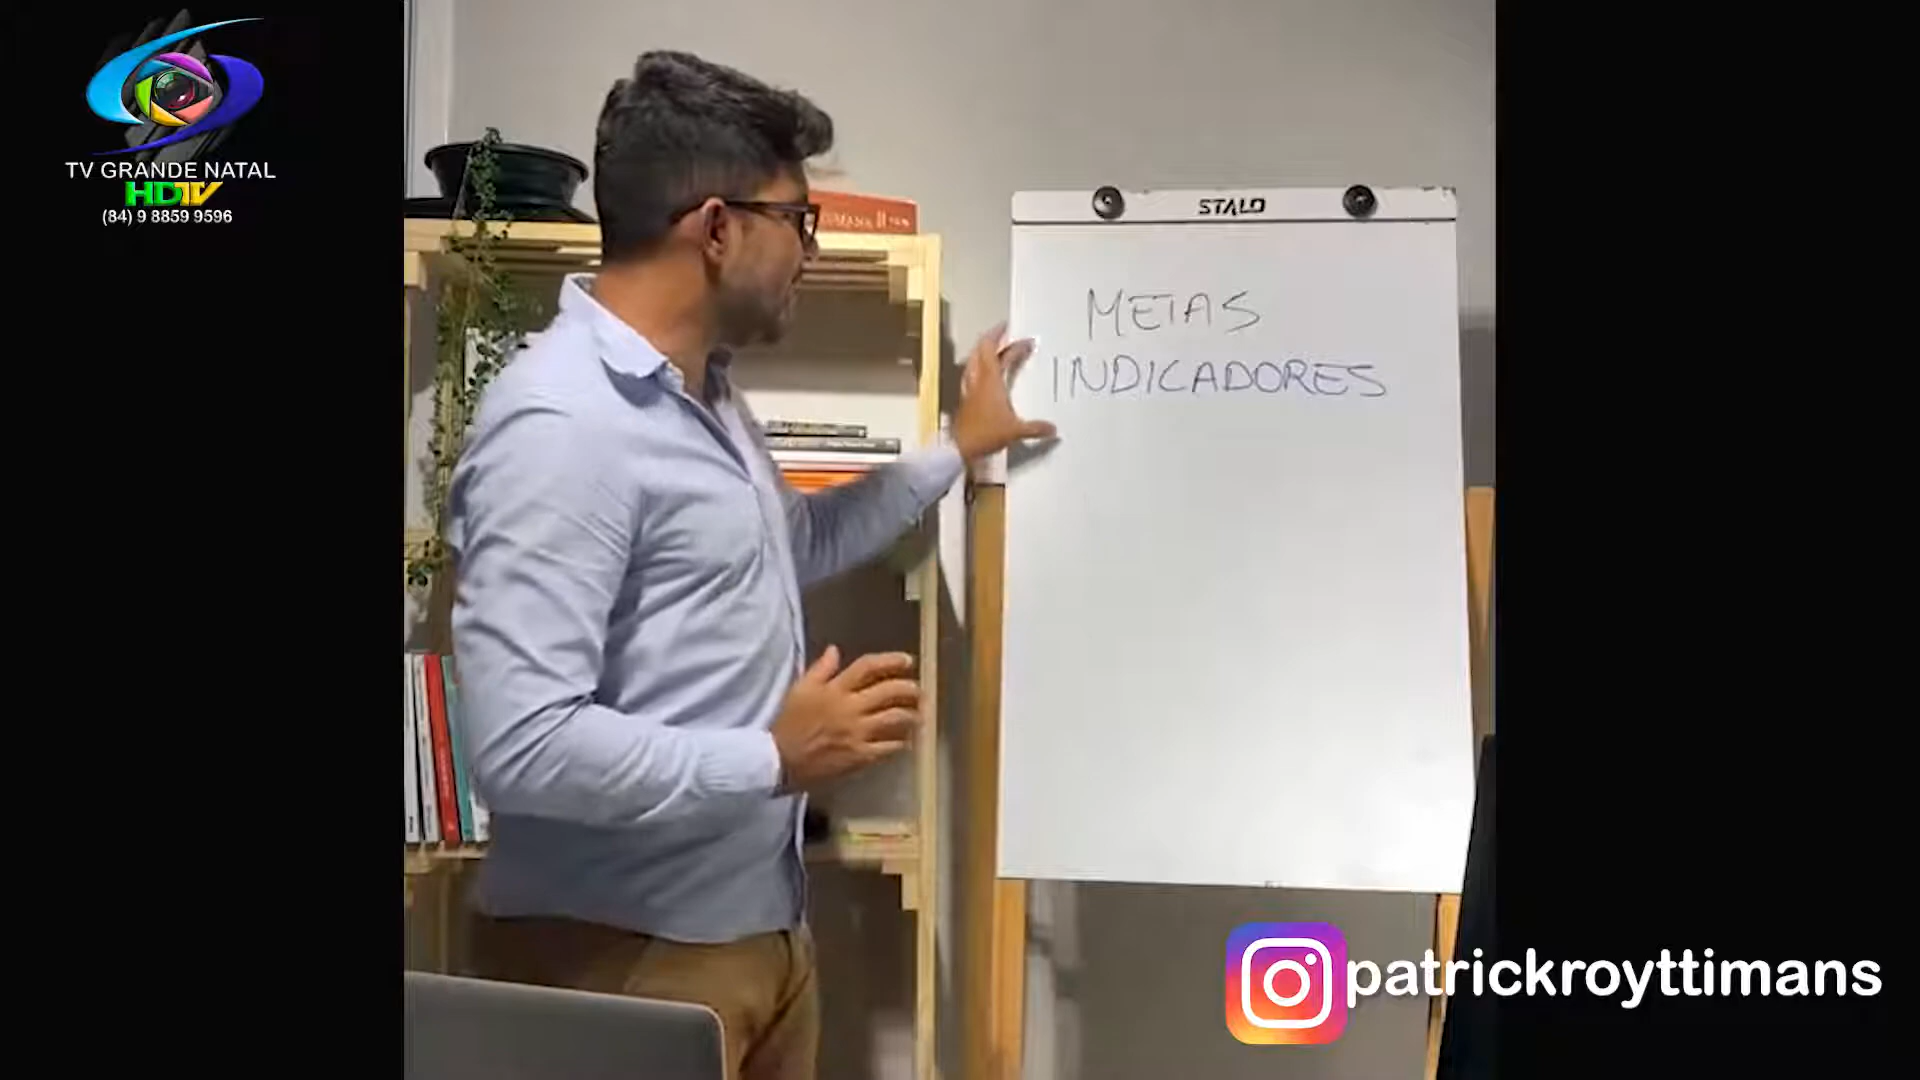 TV GRANDE NATAL
HDTV
(84) 9 8859 9596
STALO
METAS
INDICADORES
patrickroyttimans